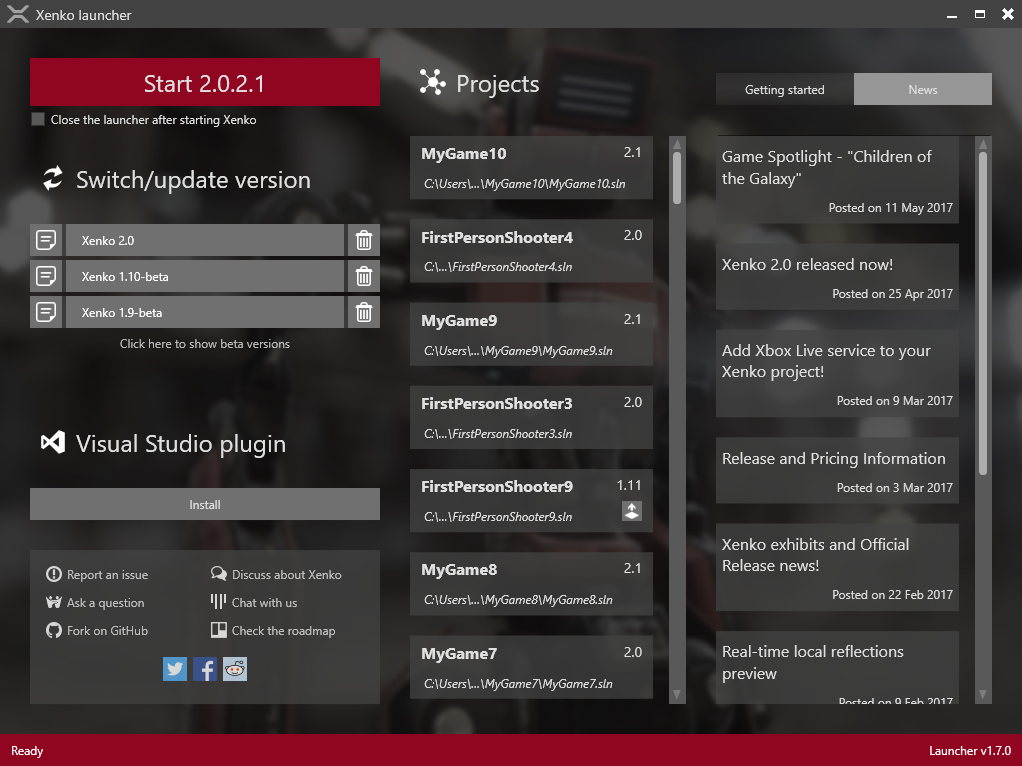 Xenko launcher
Start 2.0.2.1
Close the launcher after starting Xenko
Switch/update version
Xenko 2.0
Xenko 1.10-beta
Xenko 1.9-beta
Click here to show beta versions
Visual Studio plugin
Install
Report an issue
Discuss about Xenko
Ask a question
Chat with us
Fork on GitHub
Check the roadmap
Projects
MyGame10 2.1
C:\Users\...\MyGame10\MyGame10.sln
FirstPersonShooter4 2.0
C:\...\FirstPersonShooter4.sln
MyGame9 2.1
C:\Users\...\MyGame9\MyGame9.sln
FirstPersonShooter3 2.0
C:\...\FirstPersonShooter3.sln
FirstPersonShooter9 1.11
C:\...\FirstPersonShooter9.sln
MyGame8 2.1
C:\Users\...\MyGame8\MyGame8.sln
MyGame7 2.0
C:\Users\...\MyGame7\MyGame7.sln
Getting started
News
Game Spotlight - "Children of
the Galaxy"
Posted on 11 May 2017
Xenko 2.0 released now!
Posted on 25 Apr 2017
Add Xbox Live service to your
Xenko project!
Posted on 9 Mar 2017
Release and Pricing Information
Posted on 3 Mar 2017
Xenko exhibits and Official
Release news!
Posted on 22 Feb 2017
Real-time local reflections
preview
Posted on 9 Feb 2017
Ready
Launcher v1.7.0